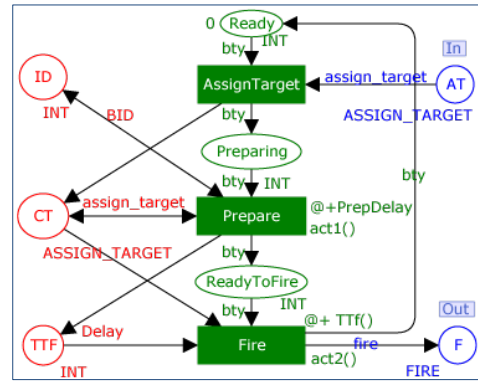 0 Ready
INT
bty
In
ID
AssignTarget
assign_target
AT
INT
BID
bty
ASSIGN_TARGET
Preparing
bty
bty
INT
assign_target
@+PrepDelay
CT
Prepare
act1()
ASSIGN_TARGET
bty
ReadyToFire
INT
bty
Out
Delay
@+ TTf()
TTF
Fire
fire
F
INT
act2()
FIRE